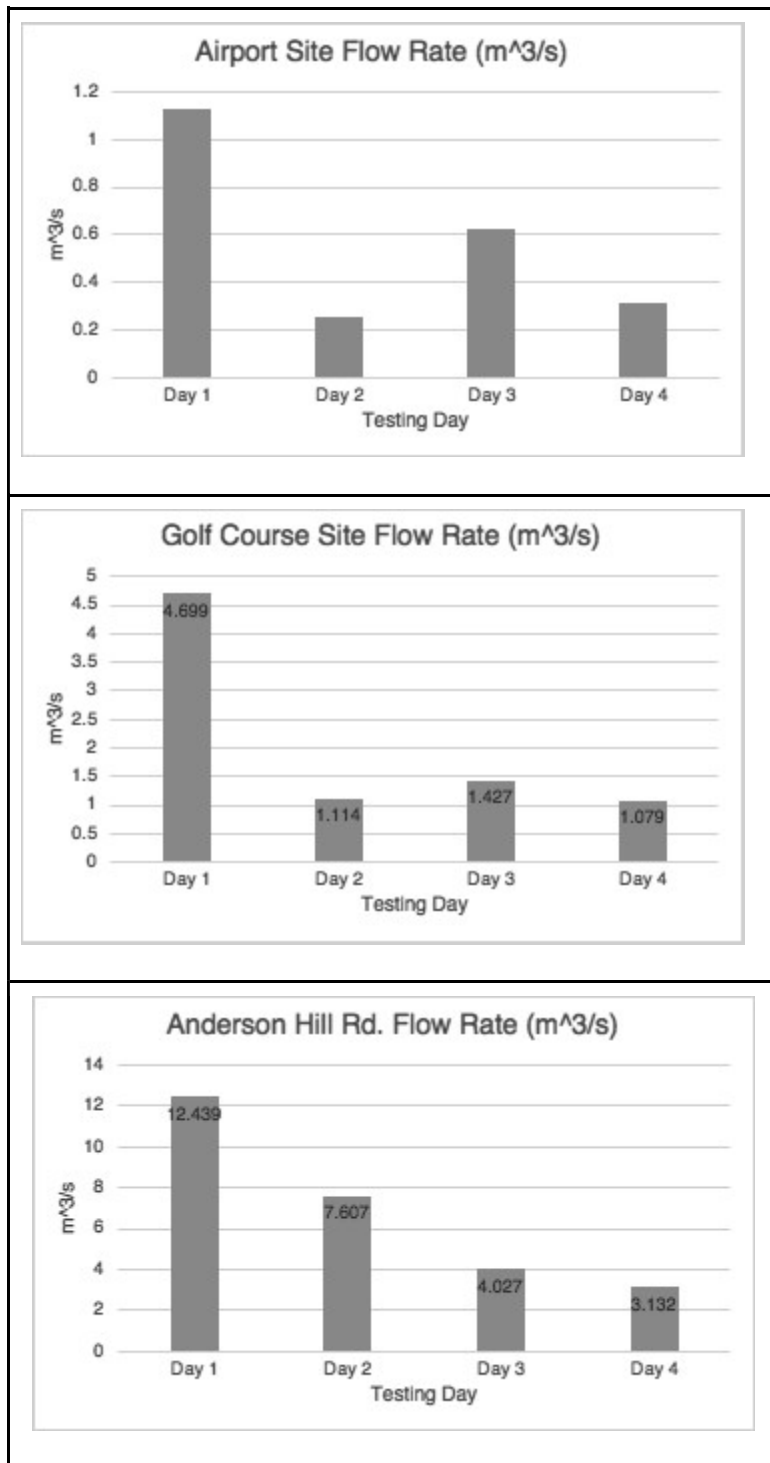 Airport Site Flow Rate (m^3/s)
1.2
1
0.8
0.6
0.4
0.2
0
m^3/s
Day 1 Day 2 Day 3 Day 4
Testing Day
Golf Course Site Flow Rate (m^3/s)
5
4.5
4
3.5
3
2.5
2
1.5
1
0.5
0
m^3/s
4.699
1.114
1.427
1.079
Day 1 Day 2 Day 3 Day 4
Testing Day
Anderson Hill Rd. Flow Rate (m^3/s)
14
12
10
8
6
4
2
0
m^3/s
12.439
7.607
4.027
3.132
Day 1 Day 2 Day 3 Day 4
Testing Day